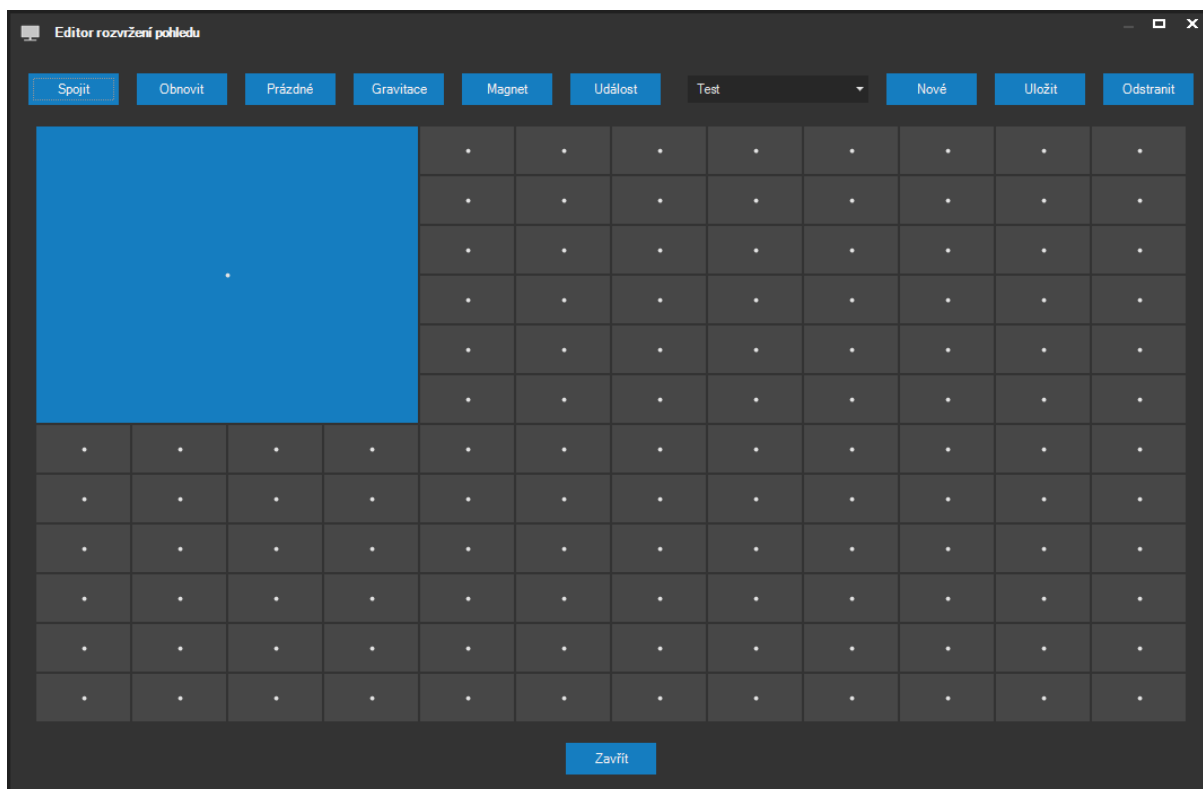 Editor rozvržení pohledu
Spojit Obnovit Prázdné Gravitace Magnet Událost Test Nové Uložit Odstranit
Zavřít